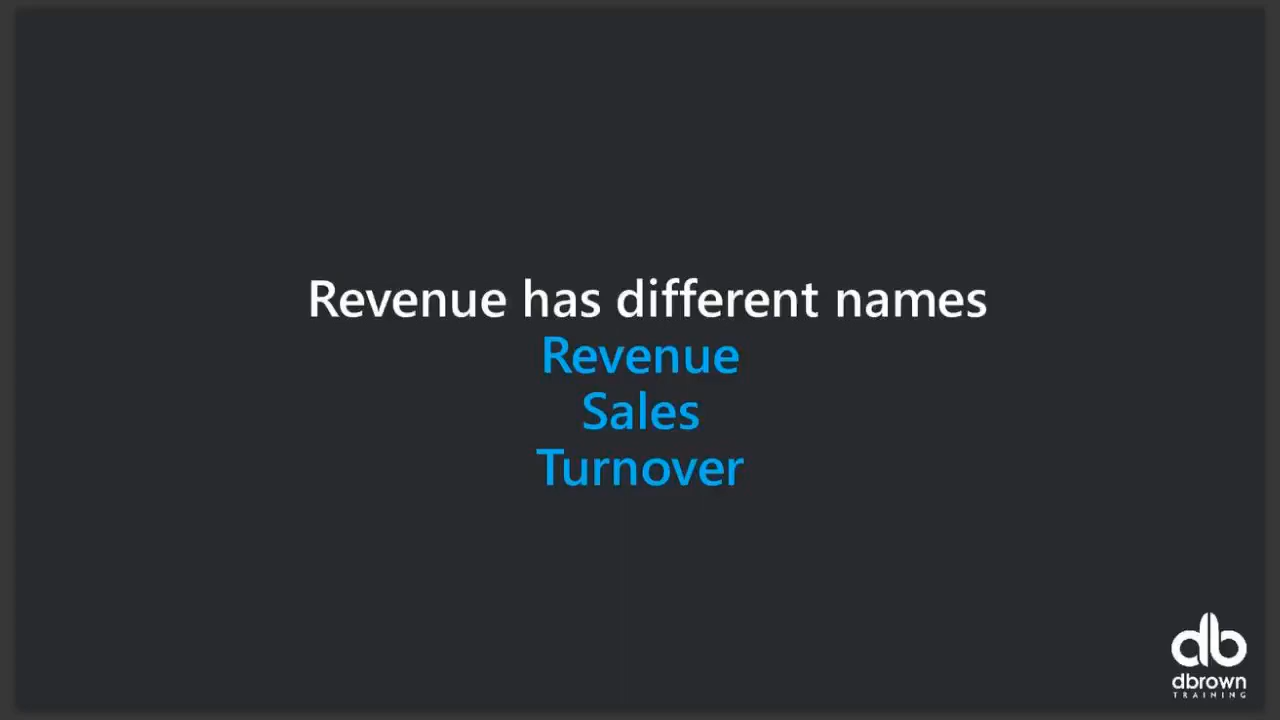 Revenue has different names
Revenue
Sales
Turnover
db
dbrown
TRAINING